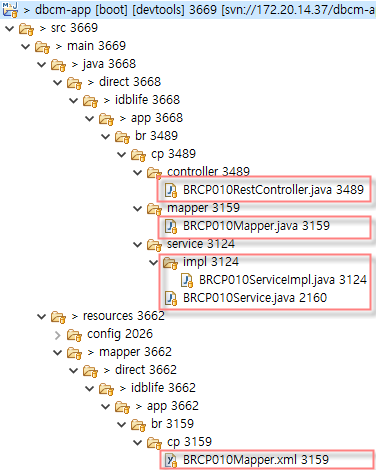 > dbcm-app [boot] [devtools] 3669 [svn://172.20.14.37/dbcm-a
> src 3669
> main 3669
> java 3668
> direct 3668
> idblife 3668
> app 3668
> br 3489
> cp 3489
> controller 3489
> BRCP010RestController.java 3489
> mapper 3159
> BRCP010Mapper.java 3159
> service 3124
> impl 3124
> BRCP010ServiceImpl.java 3124
> BRCP010Service.java 2160
> resources 3662
> config 2026
> mapper 3662
> direct 3662
> idblife 3662
> app 3662
> br 3159
> cp 3159
> BRCP010Mapper.xml 3159